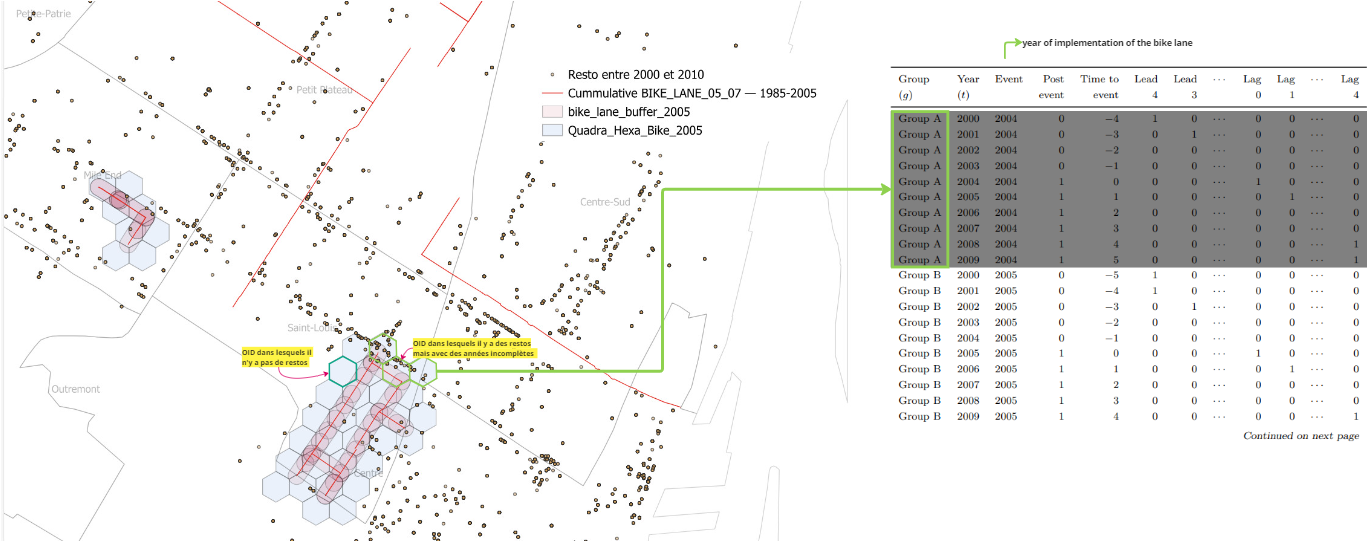 Petite-Patrie
Petit Plateau
Mile End
Centre-Sud
Saint-Louis
Outremont
Centre
Resto entre 2000 et 2010
Cummulative BIKE_LANE_05_07 — 1985-2005
bike_lane_buffer_2005
Quadra_Hexa_Bike_2005
OID dans lesquels il
n'y a pas de restos
OID dans lesquels il y a des restos
mais avec des années incomplètes
year of implementation of the bike lane
Group Year Event Post Time to Lead Lead ··· Lag Lag ··· Lag
(g) (t) event event 4 3 0 1 4
Group A 2000 2004 0 −4 1 0 ··· 0 0 ··· 0
Group A 2001 2004 0 −3 0 1 ··· 0 0 ··· 0
Group A 2002 2004 0 −2 0 0 ··· 0 0 ··· 0
Group A 2003 2004 0 −1 0 0 ··· 0 0 ··· 0
Group A 2004 2004 1 0 0 0 ··· 1 0 ··· 0
Group A 2005 2004 1 1 0 0 ··· 0 1 ··· 0
Group A 2006 2004 1 2 0 0 ··· 0 0 ··· 0
Group A 2007 2004 1 3 0 0 ··· 0 0 ··· 0
Group A 2008 2004 1 4 0 0 ··· 0 0 ··· 1
Group A 2009 2004 1 5 0 0 ··· 0 0 ··· 1
Group B 2000 2005 0 −5 1 0 ··· 0 0 ··· 0
Group B 2001 2005 0 −4 1 0 ··· 0 0 ··· 0
Group B 2002 2005 0 −3 0 1 ··· 0 0 ··· 0
Group B 2003 2005 0 −2 0 0 ··· 0 0 ··· 0
Group B 2004 2005 0 −1 0 0 ··· 0 0 ··· 0
Group B 2005 2005 1 0 0 0 ··· 1 0 ··· 0
Group B 2006 2005 1 1 0 0 ··· 0 1 ··· 0
Group B 2007 2005 1 2 0 0 ··· 0 0 ··· 0
Group B 2008 2005 1 3 0 0 ··· 0 0 ··· 0
Group B 2009 2005 1 4 0 0 ··· 0 0 ··· 1
Continued on next page